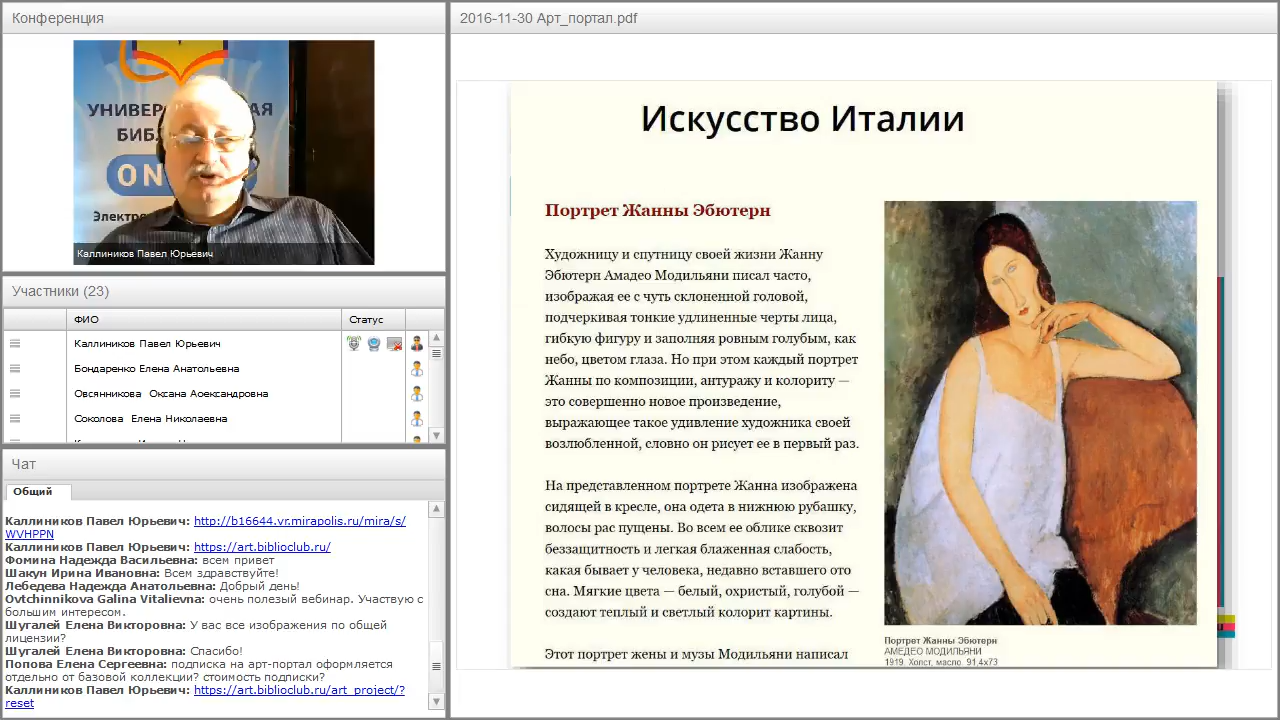 Конференция
УНИВЕР АЯ
БИБЛ
ON
Электро
Каллиников Павел Юрьевич
Участники (23)
ФИО Статус
Каллиников Павел Юрьевич
Бондаренко Елена Анатольевна
Овсянникова Оксана Аоександровна
Соколова Елена Николаевна
Чат
Общий
Каллиников Павел Юрьевич: http://b16644.vr.mirapolis.ru/mira/s/
WVHPPN
Каллиников Павел Юрьевич: https://art.biblioclub.ru/
Фомина Надежда Васильевна: всем привет
Шакун Ирина Ивановна: Всем здравствуйте!
Лебедева Надежда Анатольевна: Добрый день!
Ovtchinnikova Galina Vitalievna: очень полезый вебинар. Участвую с
большим интересом.
Шугалей Елена Викторовна: У вас все изображения по общей
лицензии?
Шугалей Елена Викторовна: Спасибо!
Попова Елена Сергеевна: подписка на арт-портал оформляется
отдельно от базовой коллекции? стоимость подписки?
Каллиников Павел Юрьевич: https://art.biblioclub.ru/art_project/?
reset
2016-11-30 Арт_портал.pdf
Искусство Италии
Портрет Жанны Эбютерн
Художницу и спутницу своей жизни Жанну
Эбютерн Амадео Модильяни писал часто,
изображая ее с чуть склоненной головой,
подчеркивая тонкие удлиненные черты лица,
гибкую фигуру и заполняя ровным голубым, как
небо, цветом глаза. Но при этом каждый портрет
Жанны по композиции, антуражу и колориту —
это совершенно новое произведение,
выражающее такое удивление художника своей
возлюбленной, словно он рисует ее в первый раз.
На представленном портрете Жанна изображена
сидящей в кресле, она одета в нижнюю рубашку,
волосы рас пущены. Во всем ее облике сквозит
беззащитность и легкая блаженная слабость,
какая бывает у человека, недавно вставшего ото
сна. Мягкие цвета — белый, охристый, голубой —
создают теплый и светлый колорит картины.
Этот портрет жены и музы Модильяни написал
Портрет Жанны Эбютерн
АМЕДЕО МОДИЛЬЯНИ
1919. Холст, масло. 91,4x73